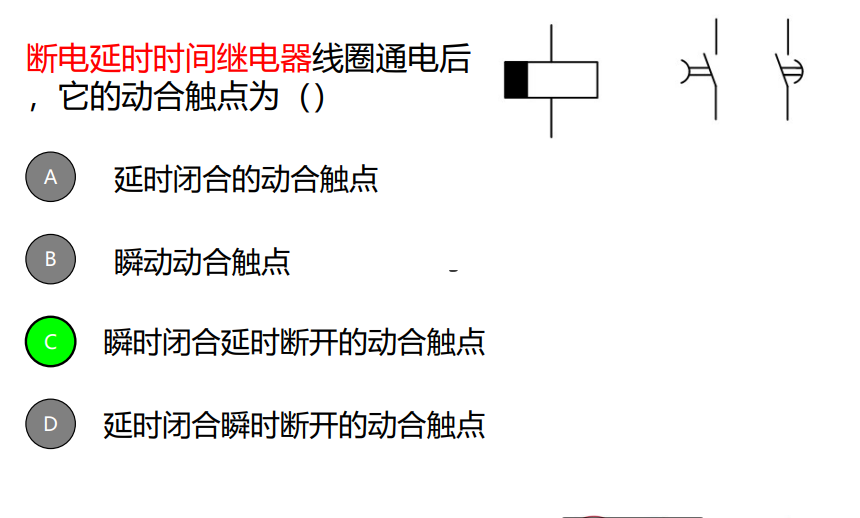 断电延时时间继电器线圈通电后
，它的动合触点为（）
A 延时闭合的动合触点
B 瞬动动合触点
C 瞬时闭合延时断开的动合触点
D 延时闭合瞬时断开的动合触点